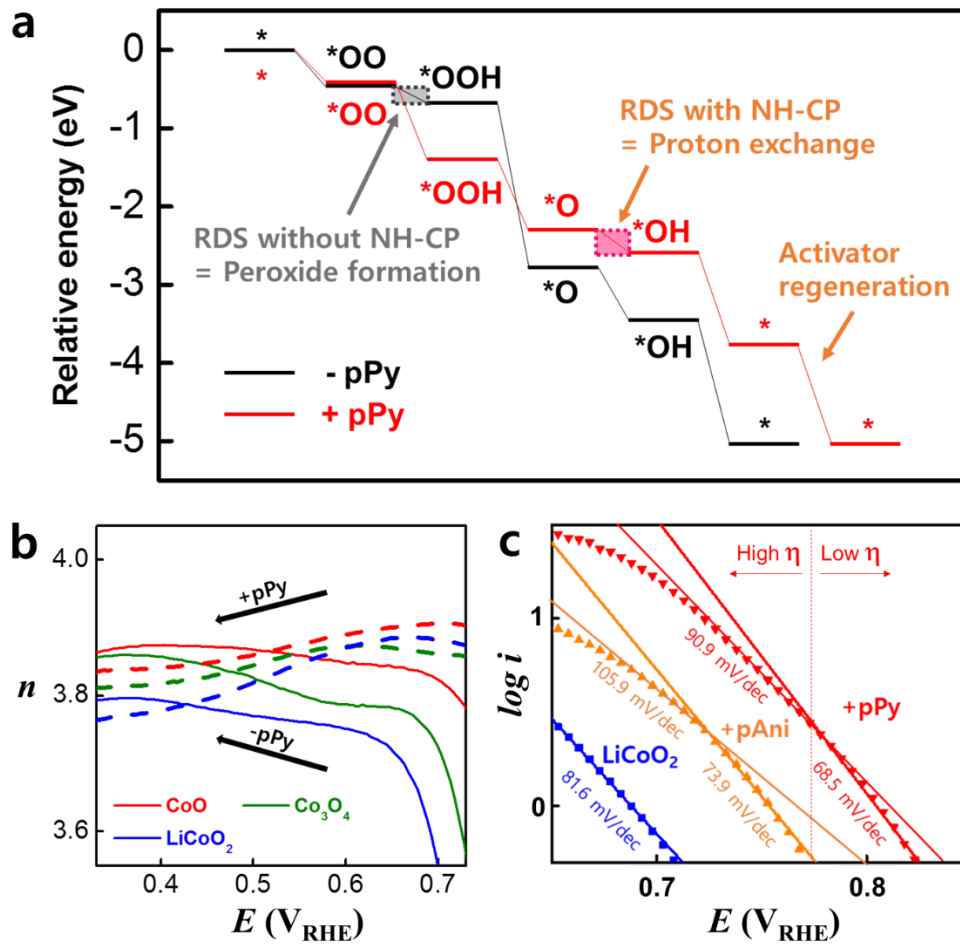 a
Relative energy (eV)
0
-1
-2
-3
-4
-5
*
*
*OO
*OO
*OOH
*OOH
RDS without NH-CP
= Peroxide formation
RDS with NH-CP
= Proton exchange
*O
*O
*OH
*OH
Activator
regeneration
*
*
*
- pPy
+ pPy
b
n
4.0
3.8
3.6
+pPy
-pPy
CoO
Co₃O₄
LiCoO₂
0.4
0.5
0.6
0.7
E (V_RHE)
c
log i
1
0
High η
Low η
90.9 mV/dec
105.9 mV/dec
+pAni
+pPy
LiCoO₂
81.6 mV/dec
73.9 mV/dec
68.5 mV/dec
0.7
0.8
E (V_RHE)